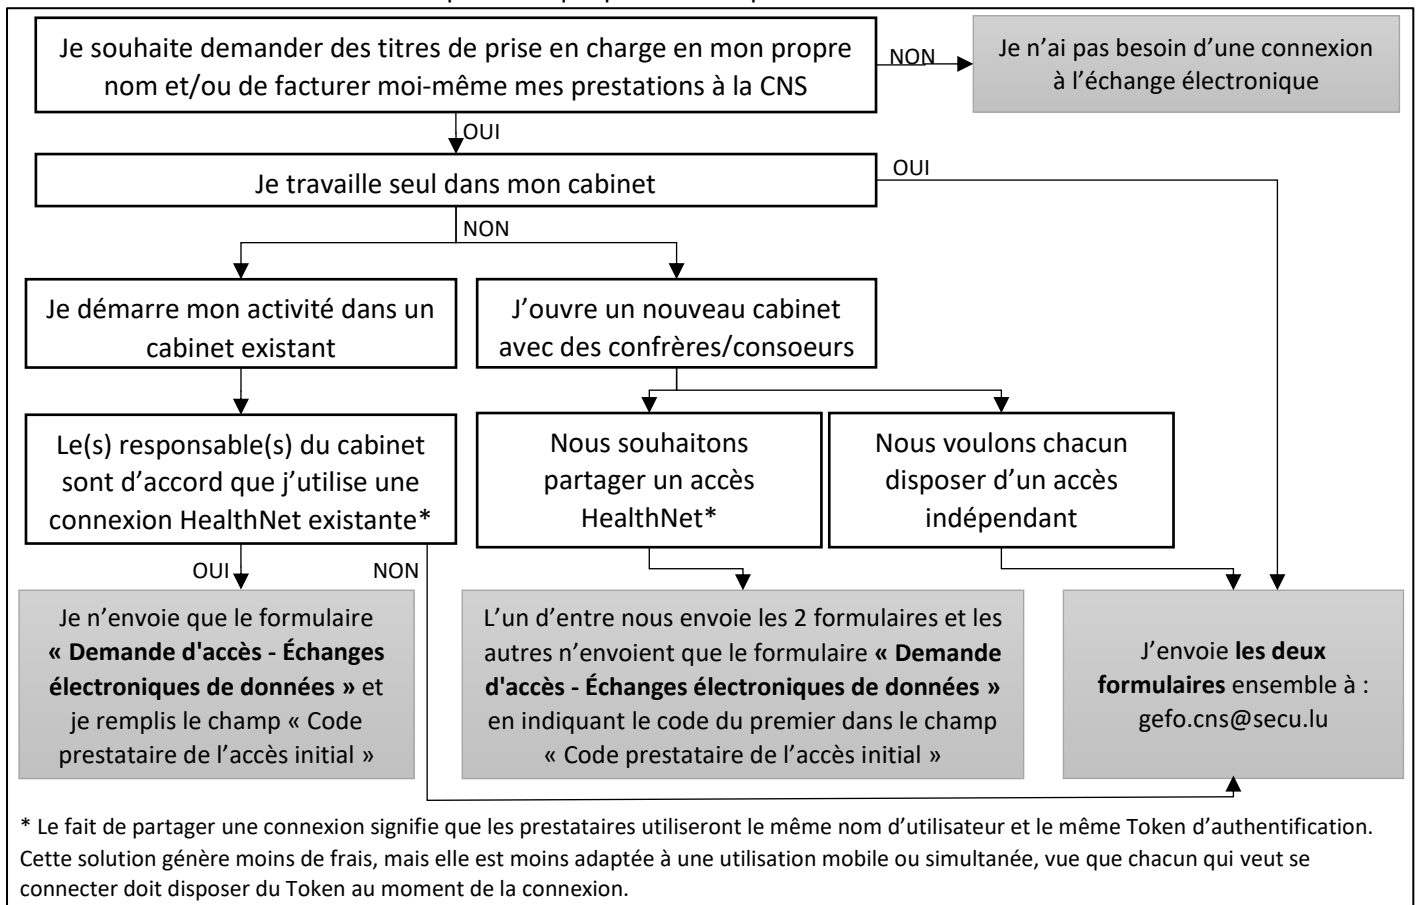 Je souhaite demander des titres de prise en charge en mon propre
nom et/ou de facturer moi-même mes prestations à la CNS
NON
Je n'ai pas besoin d'une connexion
à l'échange électronique
OUI
Je travaille seul dans mon cabinet
OUI
NON
Je démarre mon activité dans un
cabinet existant
J'ouvre un nouveau cabinet
avec des confrères/consoeurs
Le(s) responsable(s) du cabinet
sont d'accord que j'utilise une
connexion HealthNet existante*
Nous souhaitons
partager un accès
HealthNet*
Nous voulons chacun
disposer d'un accès
indépendant
OUI
NON
Je n'envoie que le formulaire
« Demande d'accès - Échanges
électroniques de données » et
je remplis le champ « Code
prestataire de l'accès initial »
L'un d'entre nous envoie les 2 formulaires et les
autres n'envoient que le formulaire « Demande
d'accès - Échanges électroniques de données »
en indiquant le code du premier dans le champ
« Code prestataire de l'accès initial »
J'envoie les deux
formulaires ensemble à :
gefo.cns@secu.lu
* Le fait de partager une connexion signifie que les prestataires utiliseront le même nom d'utilisateur et le même Token d'authentification.
Cette solution génère moins de frais, mais elle est moins adaptée à une utilisation mobile ou simultanée, vue que chacun qui veut se
connecter doit disposer du Token au moment de la connexion.